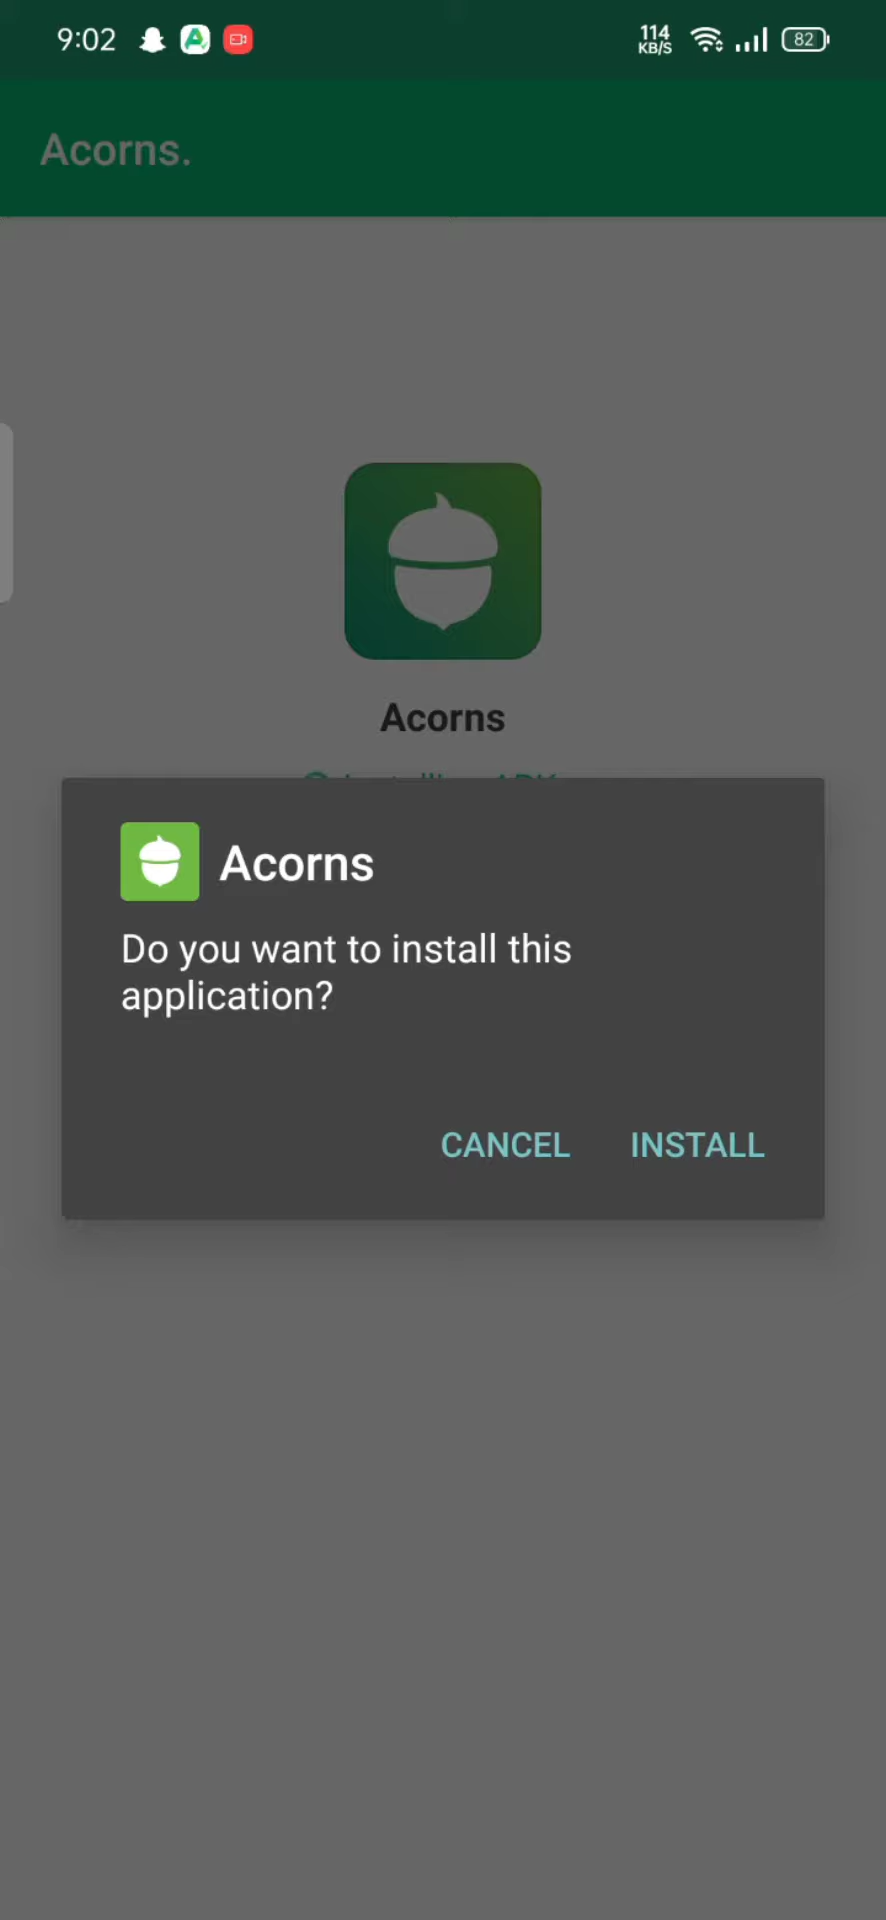 9:02
114
KB/S
82
Acorns.
Acorns
Acorns
Do you want to install this
application?
CANCEL
INSTALL